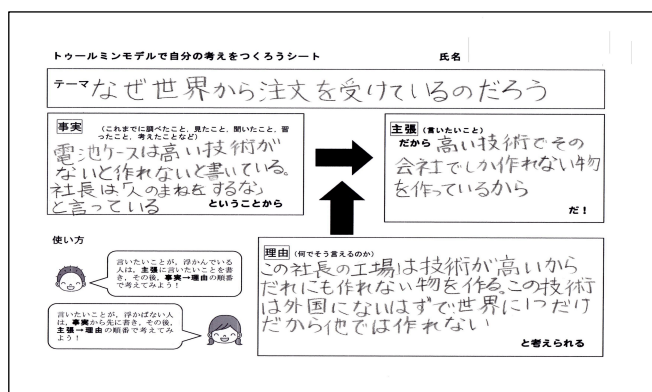 トゥールミンモデルで自分の考えをつくろうシート
氏名
テーマ なぜ世界から注文を受けているのだろう
事実 (これまでに調べたこと，見たこと，聞いたこと，習
ったこと，考えたことなど)
電池ケースは高い技術が
ないと作れないと書いている。
社長は「人のまねをするな」
と言っている
ということから
主張 (言いたいこと)
だから 高い技術でその
会社でしか作れない物
を作っているから
だ！
使い方
言いたいことが，浮かんでいる
人は，主張に言いたいことを書
き，その後，事実→理由の順番
で考えてみよう！
言いたいことが，浮かばない人
は，事実から先に書き，その後，
主張→理由の順番で考えてみ
よう！
理由 (何でそう言えるのか)
この社長の工場は技術が高いから
だれにも作れない物を作る。この技術
は外国にないはずで世界に1つだけ
だから他では作れない
と考えられる